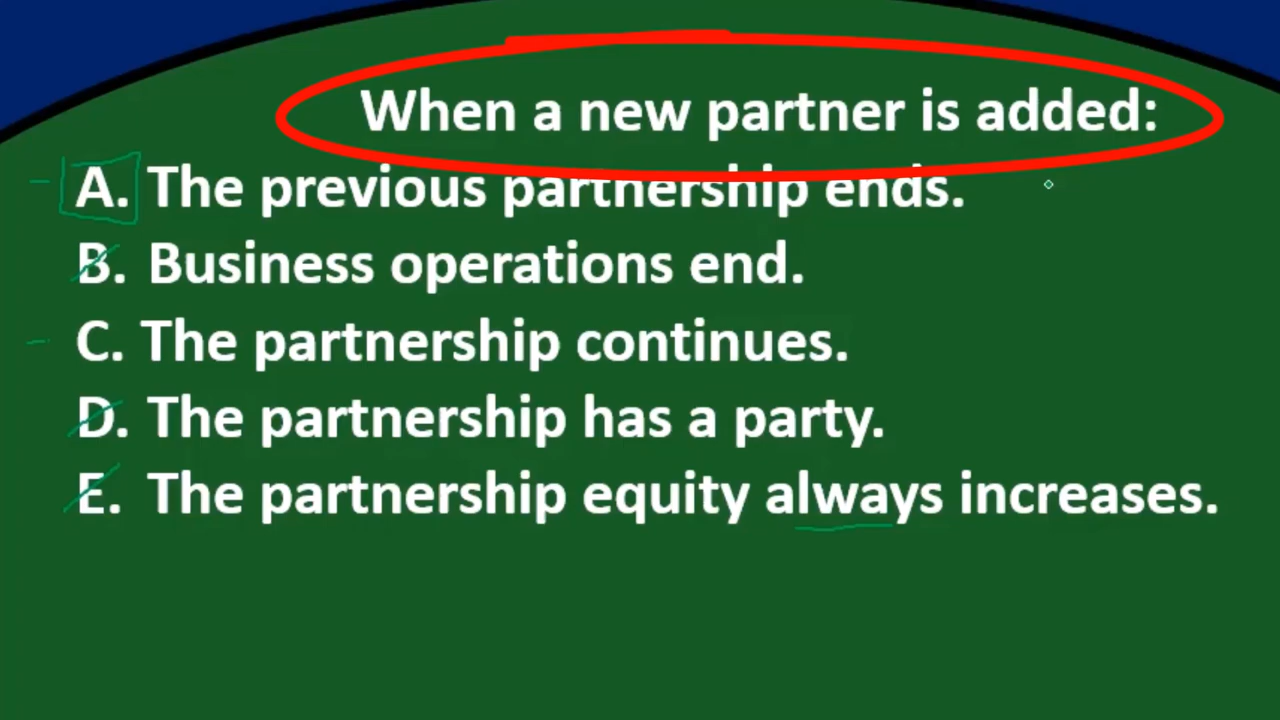 When a new partner is added:
A. The previous partnership ends.
B. Business operations end.
C. The partnership continues.
D. The partnership has a party.
E. The partnership equity always increases.